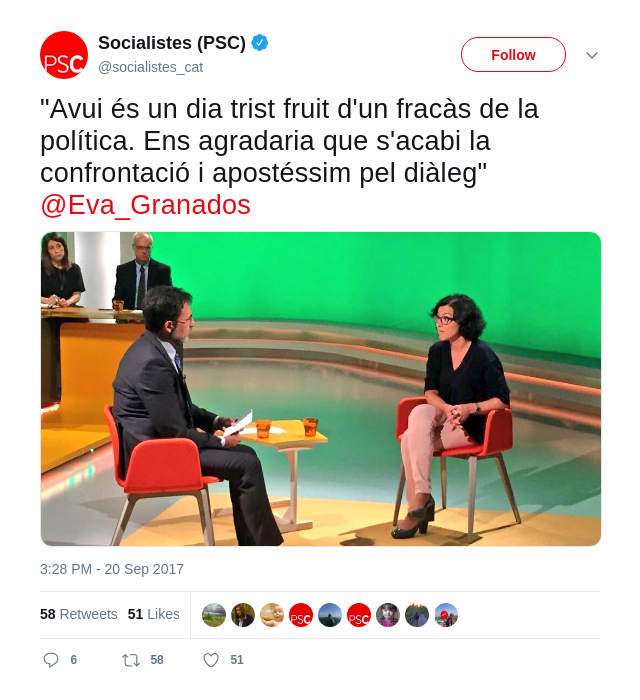 PSC
Socialistes (PSC)
@socialistes_cat
Follow
"Avui és un dia trist fruit d'un fracàs de la
política. Ens agradaria que s'acabi la
confrontació i apostéssim pel diàleg"
@Eva_Granados
3:28 PM - 20 Sep 2017
58 Retweets 51 Likes
PSC
PSC
6 58 51